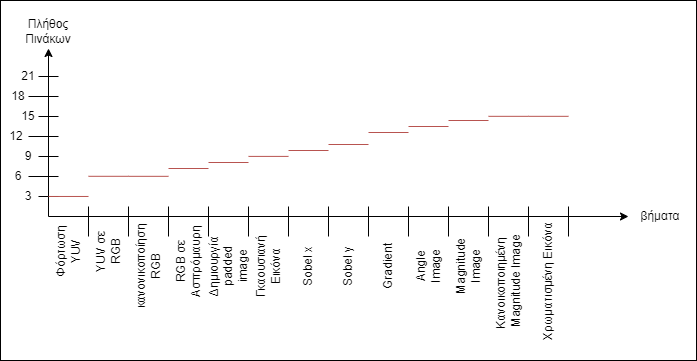 Πλήθος
Πινάκων
21
18
15
12
9
6
3
βήματα
Φόρτωση
YUV
YUV σε
RGB
κανονικοποίηση
RGB
RGB σε
Ασπρόμαυρη
Δημιουργία
padded
image
Γκαουσιανή
Εικόνα
Sobel x
Sobel y
Gradient
Angle
Image
Magnitude
Image
Κανοικοποιημένη
Magnitude Image
Χρωματισμένη Εικόνα